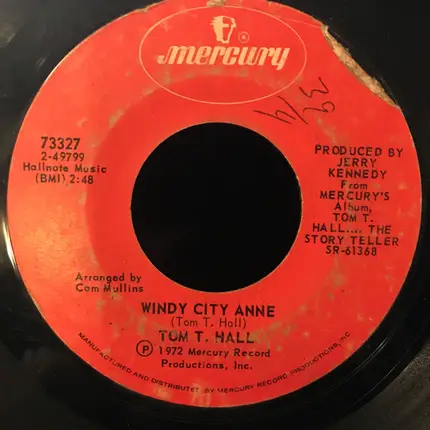 mercury
73327
2-49799
Hallnote Music
(BMI) 2:48
PRODUCED BY
JERRY
KENNEDY
From
MERCURY'S
Album,
TOM T.
HALL.... THE
STORY TELLER
SR-61368
Arranged by
Cam Mullins
WINDY CITY ANNE
(Tom T. Hall)
TOM T. HALL
Ⓟ 1972 Mercury Record
Productions, Inc.
MANUFACTURED AND DISTRIBUTED BY MERCURY RECORD PRODUCTIONS, INC.